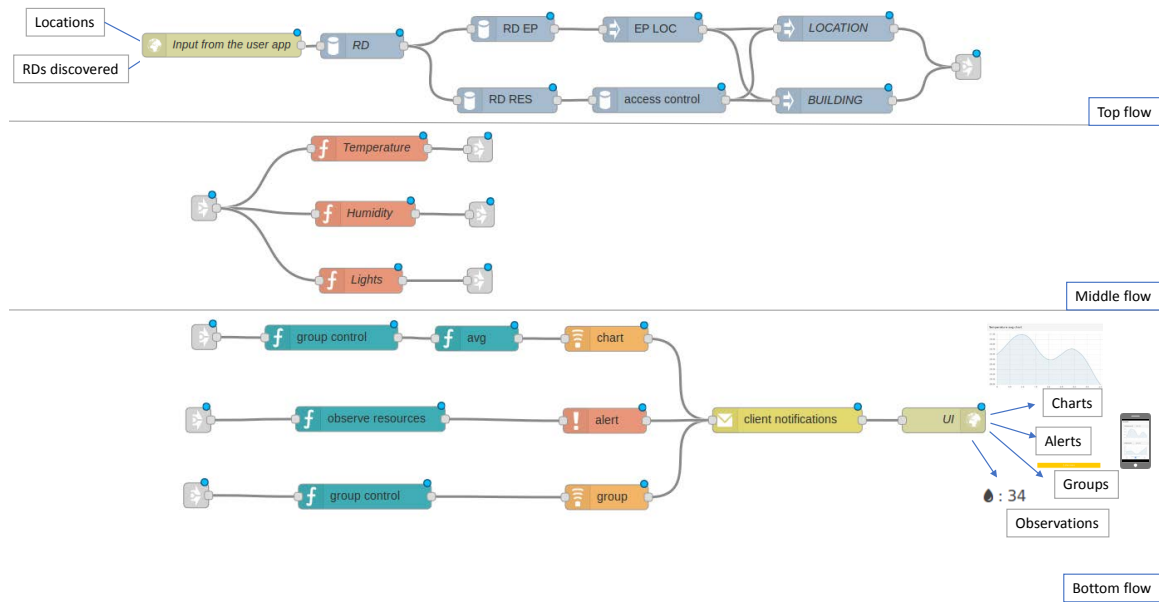 Locations
RDs discovered
Input from the user app
RD
RD EP
EP LOC
LOCATION
RD RES
access control
BUILDING
Top flow
Temperature
Humidity
Lights
Middle flow
group control
avg
chart
observe resources
alert
client notifications
UI
group control
group
Charts
Alerts
Groups
: 34
Observations
Bottom flow